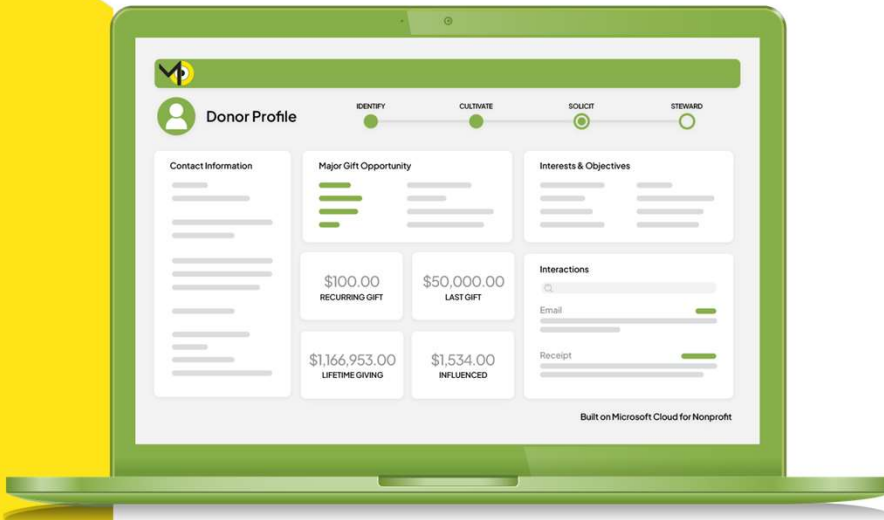 MP
Donor Profile
IDENTIFY
CULTIVATE
SOLICIT
STEWARD
Contact Information
Major Gift Opportunity
Interests & Objectives
$100.00
RECURRING GIFT
$50,000.00
LAST GIFT
$1,166,953.00
LIFETIME GIVING
$1,534.00
INFLUENCED
Interactions
Email
Receipt
Built on Microsoft Cloud for Nonprofit